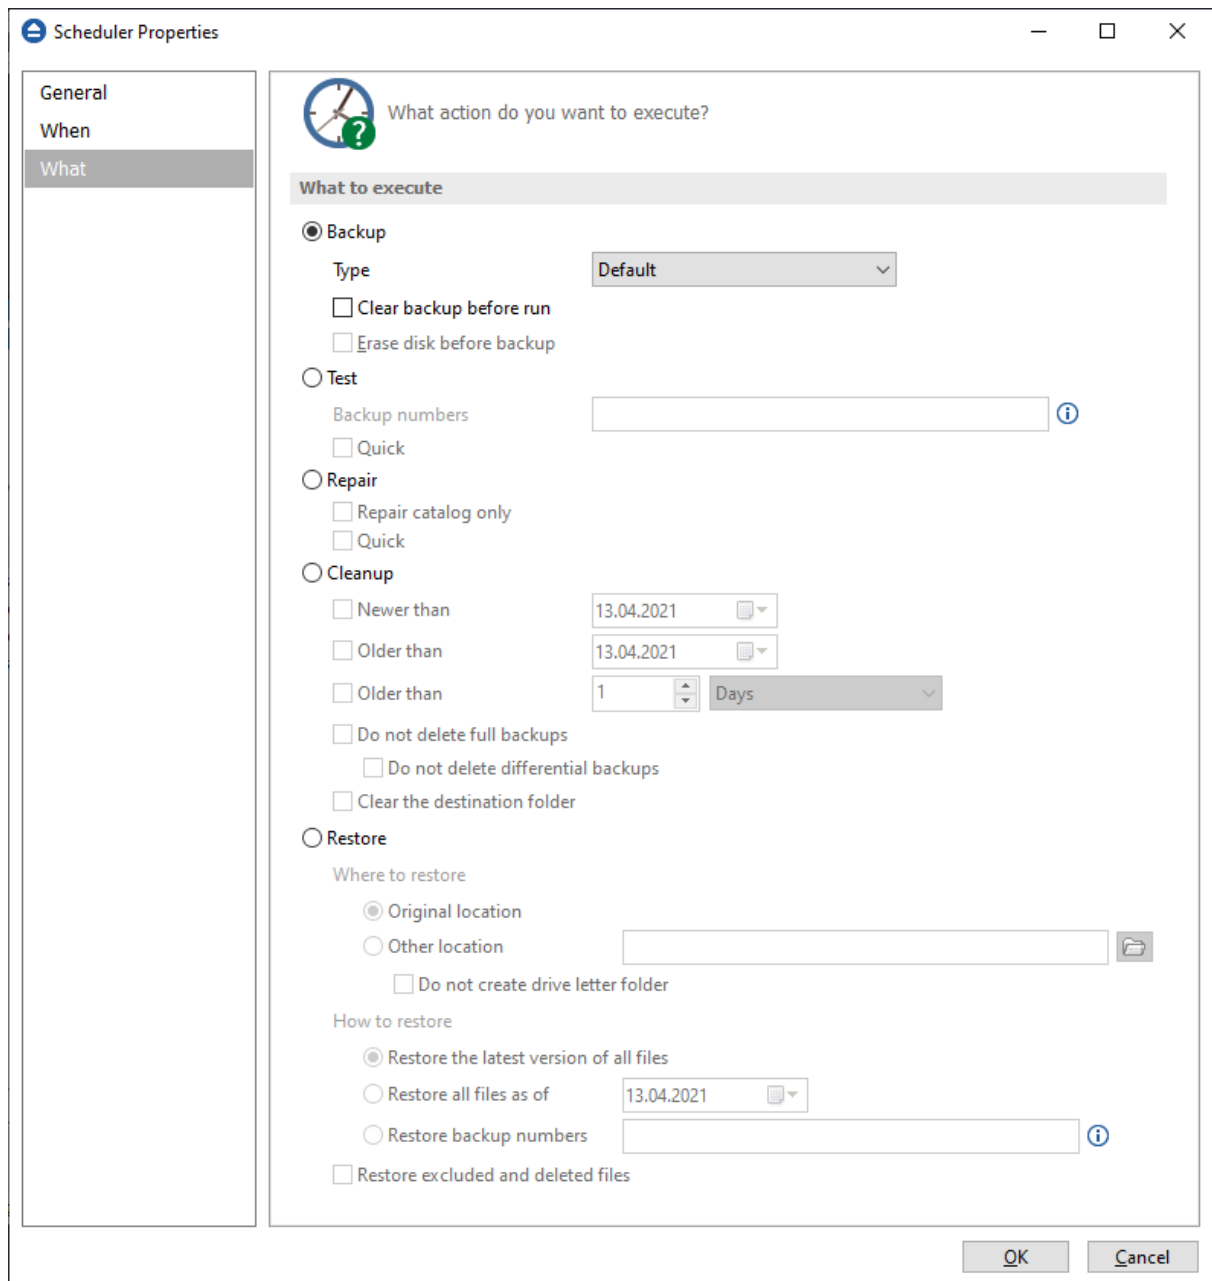 Scheduler Properties
General
When
What
What action do you want to execute?
What to execute
Backup
Type Default
Clear backup before run
Erase disk before backup
Test
Backup numbers
Quick
Repair
Repair catalog only
Quick
Cleanup
Newer than 13.04.2021
Older than 13.04.2021
Older than 1 Days
Do not delete full backups
Do not delete differential backups
Clear the destination folder
Restore
Where to restore
Original location
Other location
Do not create drive letter folder
How to restore
Restore the latest version of all files
Restore all files as of 13.04.2021
Restore backup numbers
Restore excluded and deleted files
OK Cancel